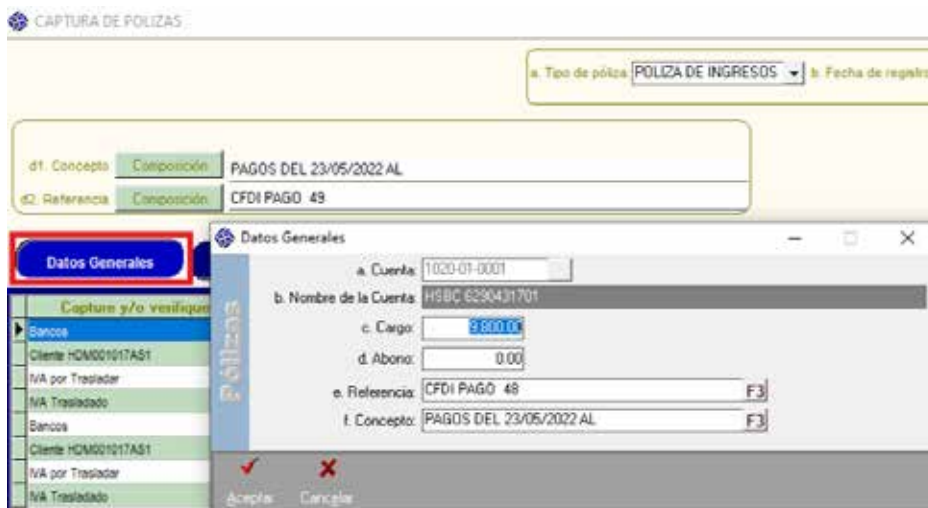 CAPTURA DE POLIZAS
a. Tipo de póliza POLIZA DE INGRESOS b. Fecha de registro
d1. Concepto Composición PAGOS DEL 23/05/2022 AL
d2. Referencia Composición CFDI PAGO 49
Datos Generales
Capture y/o verifique
Bancos
Cliente HDM001017AS1
IVA por Trasladar
IVA Trasladado
Bancos
Cliente HDM001017AS1
IVA por Trasladar
IVA Trasladado
Datos Generales
Pólizas
a. Cuenta: 1020-01-0001
b. Nombre de la Cuenta: HSBC 6290431701
c. Cargo: 9,800.00
d. Abono: 0.00
e. Referencia: CFDI PAGO 48 F3
f. Concepto: PAGOS DEL 23/05/2022 AL F3
Aceptar Cancelar